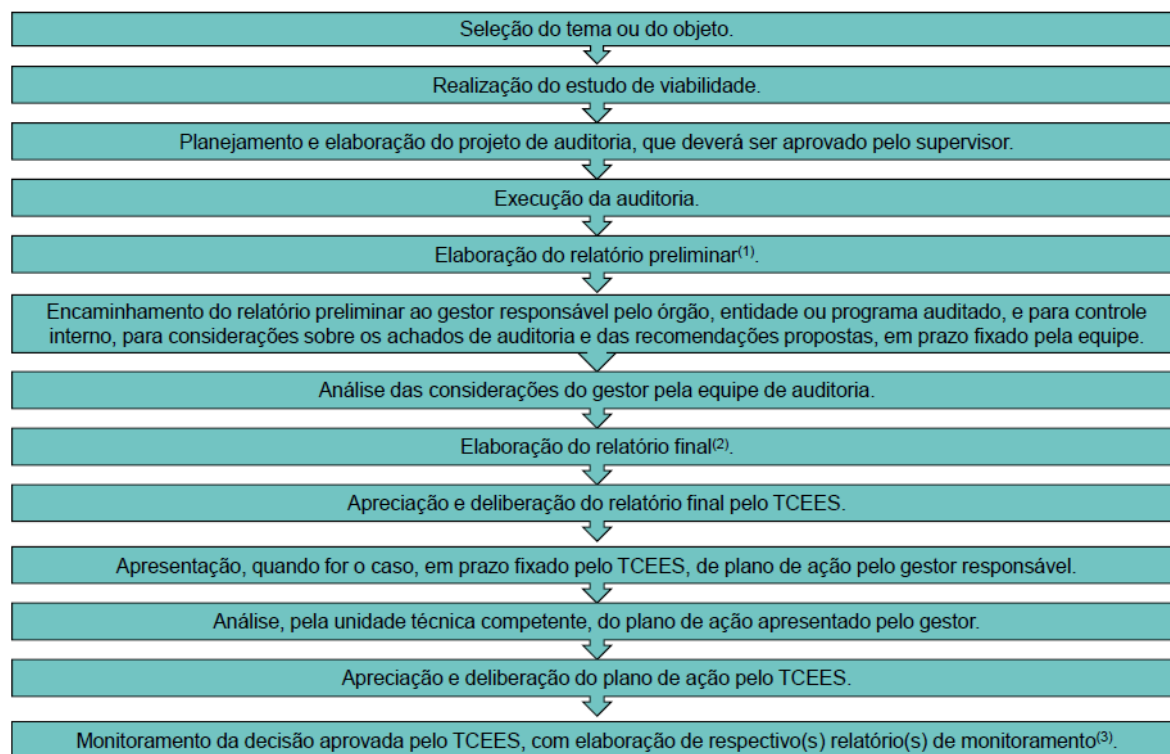 Seleção do tema ou do objeto.
Realização do estudo de viabilidade.
Planejamento e elaboração do projeto de auditoria, que deverá ser aprovado pelo supervisor.
Execução da auditoria.
Elaboração do relatório preliminar(1).
Encaminhamento do relatório preliminar ao gestor responsável pelo órgão, entidade ou programa auditado, e para controle
interno, para considerações sobre os achados de auditoria e das recomendações propostas, em prazo fixado pela equipe.
Análise das considerações do gestor pela equipe de auditoria.
Elaboração do relatório final(2).
Apreciação e deliberação do relatório final pelo TCEES.
Apresentação, quando for o caso, em prazo fixado pelo TCEES, de plano de ação pelo gestor responsável.
Análise, pela unidade técnica competente, do plano de ação apresentado pelo gestor.
Apreciação e deliberação do plano de ação pelo TCEES.
Monitoramento da decisão aprovada pelo TCEES, com elaboração de respectivo(s) relatório(s) de monitoramento(3).